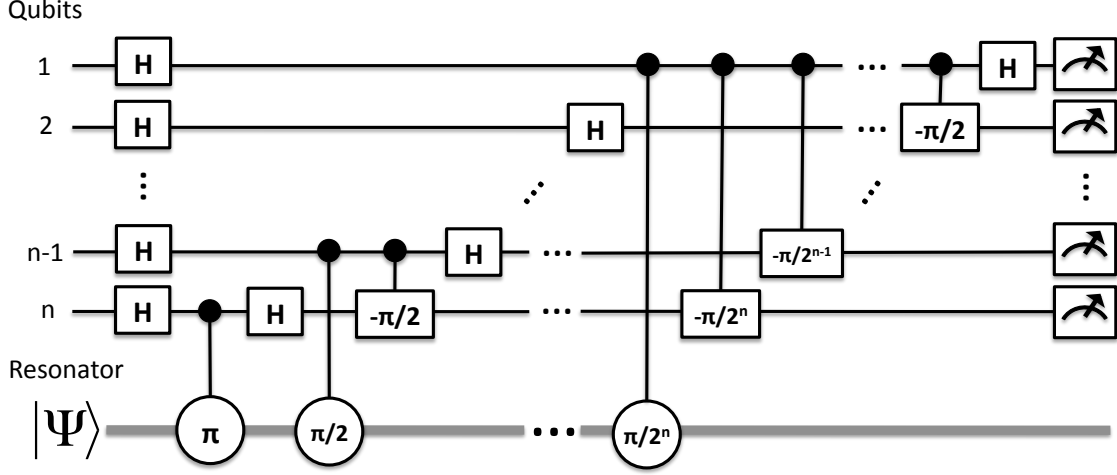 Qubits
1 H ... H
2 H H ... -π/2
⋮ ⋰ ⋰ ⋮
n-1 H H ... -π/2ⁿ⁻¹
n H H -π/2 ... -π/2ⁿ
Resonator
|Ψ⟩ π π/2 ... π/2ⁿ